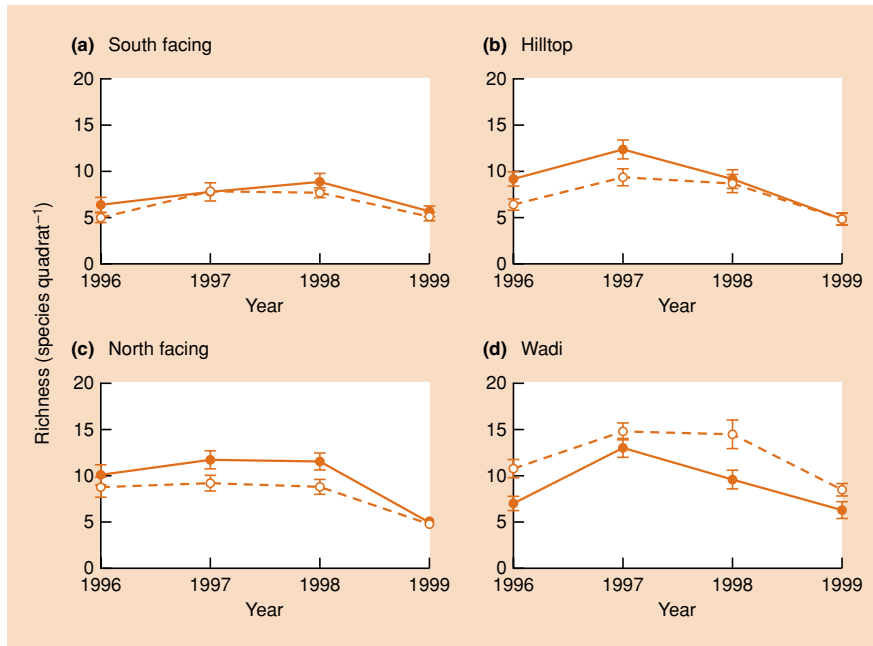 (a) South facing
20
15
10
5
0
1996 1997 1998 1999
Year
(b) Hilltop
20
15
10
5
0
1996 1997 1998 1999
Year
Richness (species quadrat⁻¹)
(c) North facing
20
15
10
5
0
1996 1997 1998 1999
Year
(d) Wadi
20
15
10
5
0
1996 1997 1998 1999
Year